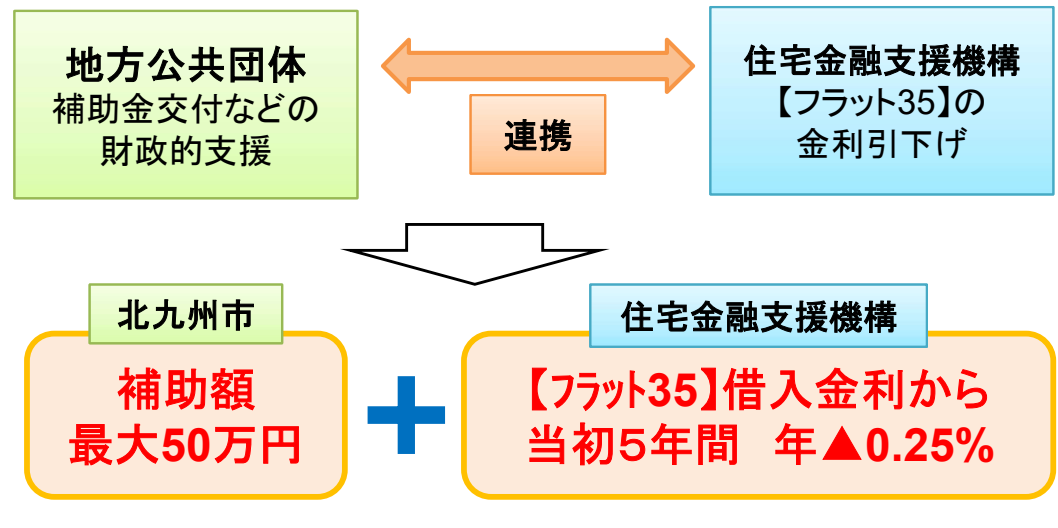 地方公共団体
補助金交付などの
財政的支援
連携
住宅金融支援機構
【フラット35】の
金利引下げ
北九州市
補助額
最大50万円
住宅金融支援機構
【フラット35】借入金利から
当初５年間　年▲0.25%